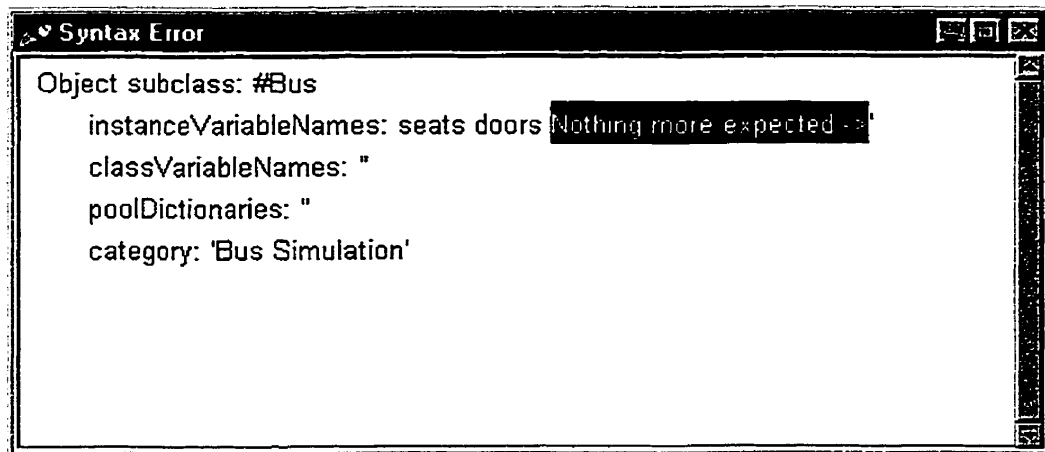 Syntax Error
Object subclass: #Bus
instanceVariableNames: seats doors Nothing more expected ->'
classVariableNames: ''
poolDictionaries: ''
category: 'Bus Simulation'